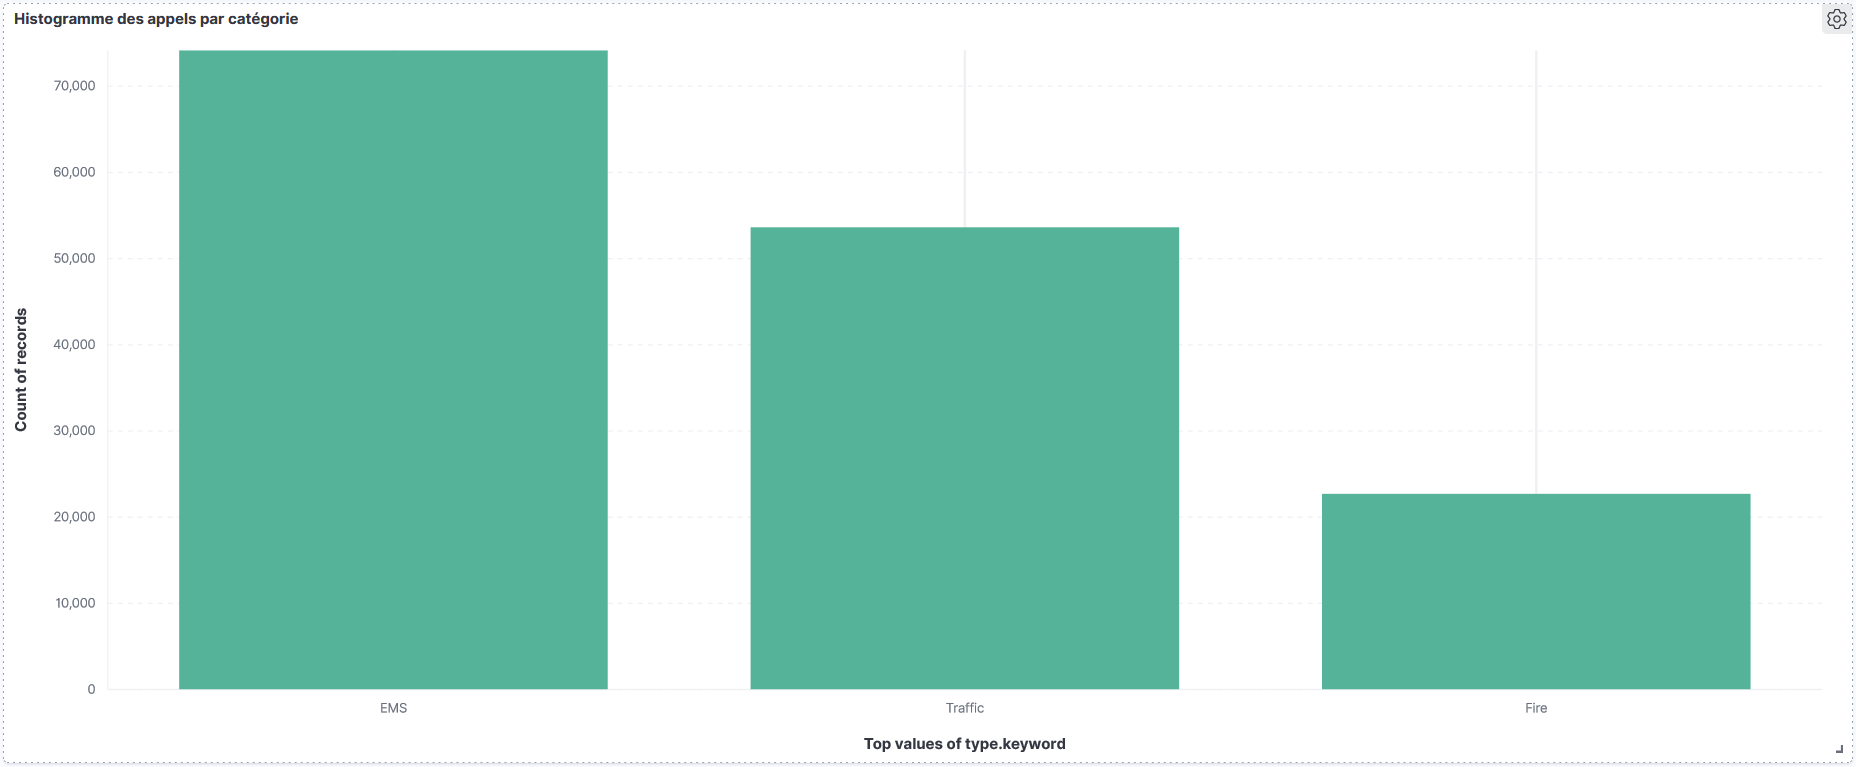 Histogramme des appels par catégorie
70,000
60,000
50,000
40,000
30,000
20,000
10,000
0
Count of records
EMS
Traffic
Fire
Top values of type.keyword